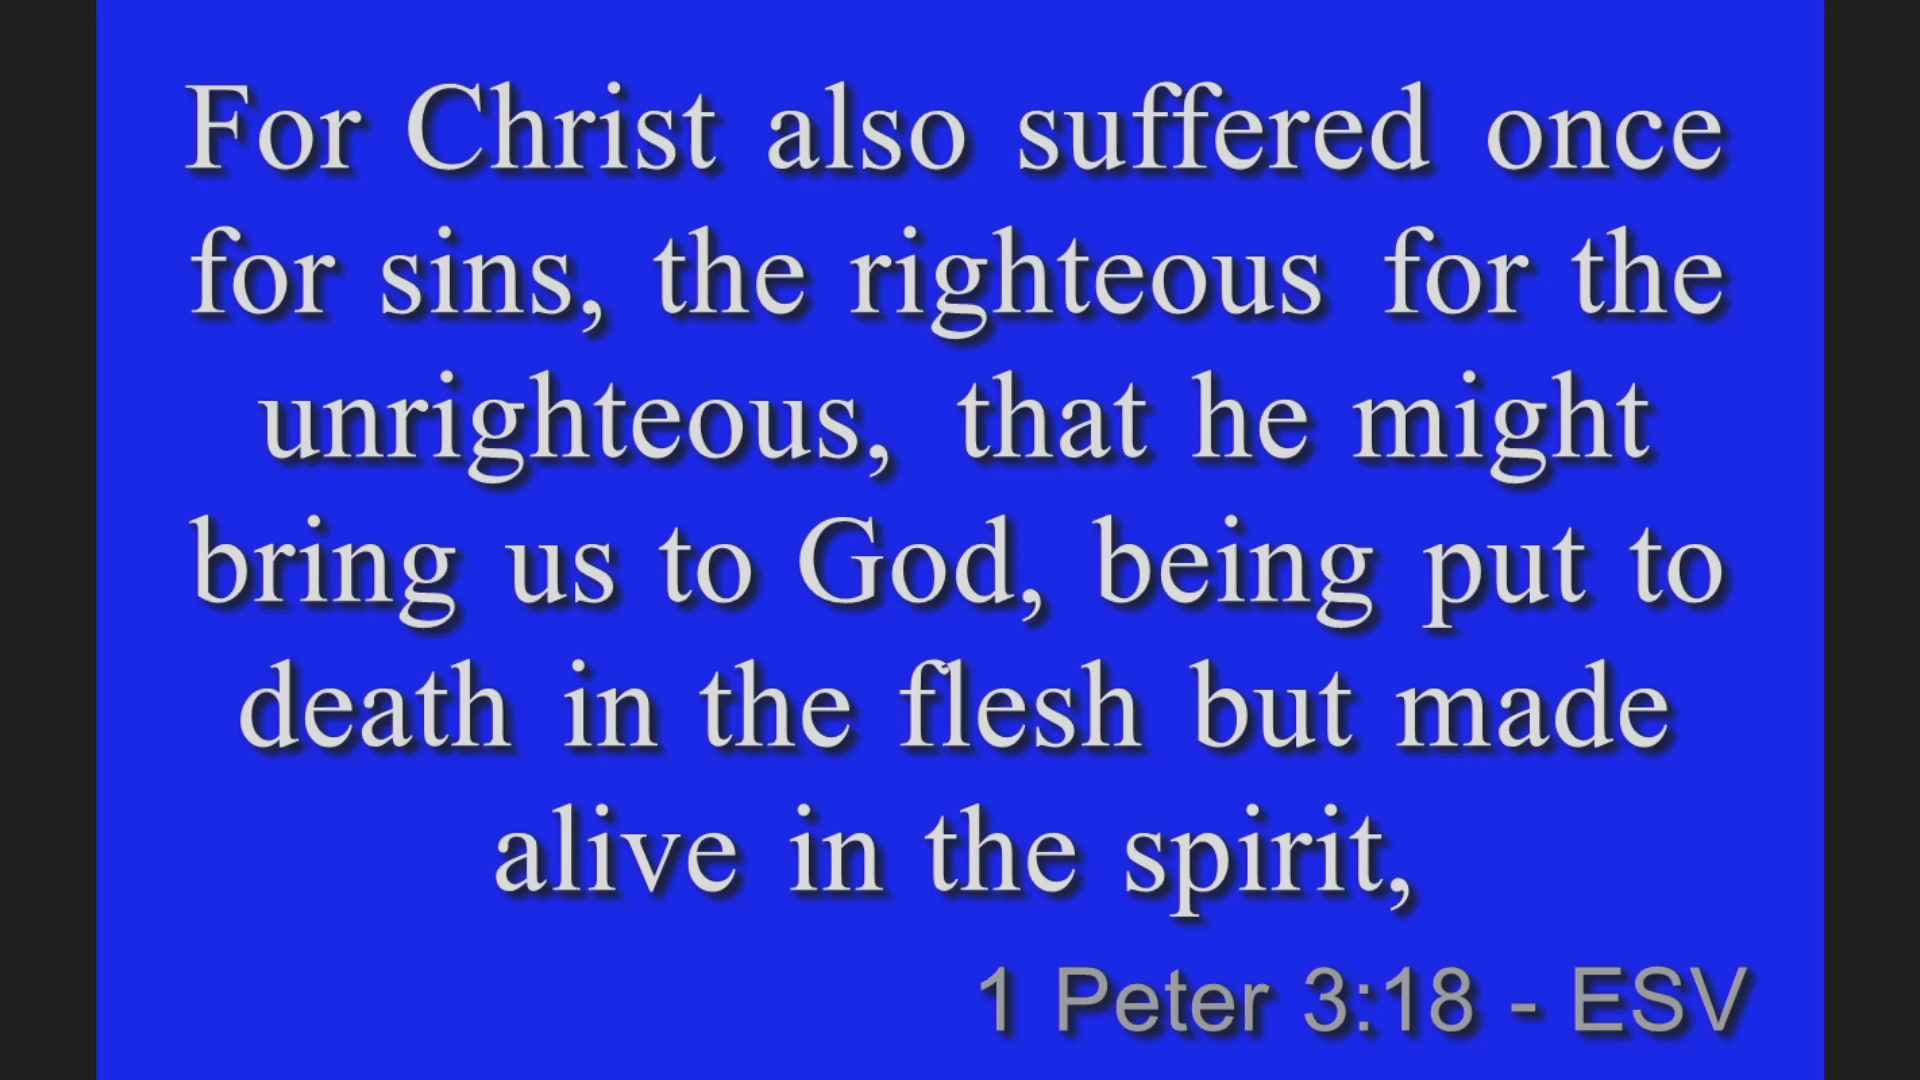 For Christ also suffered once
for sins, the righteous for the
unrighteous, that he might
bring us to God, being put to
death in the flesh but made
alive in the spirit,
1 Peter 3:18 - ESV